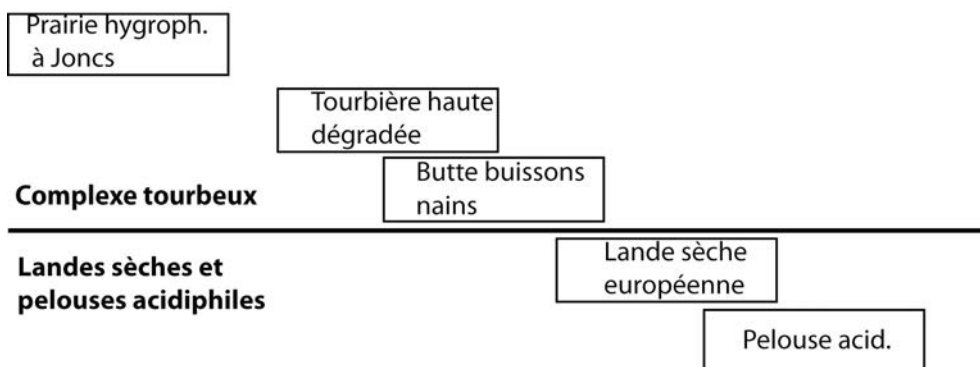 Prairie hygroph.
à Joncs
Tourbière haute
dégradée
Butte buissons
nains
Complexe tourbeux
Lande sèche
européenne
Landes sèches et
pelouses acidiphiles
Pelouse acid.